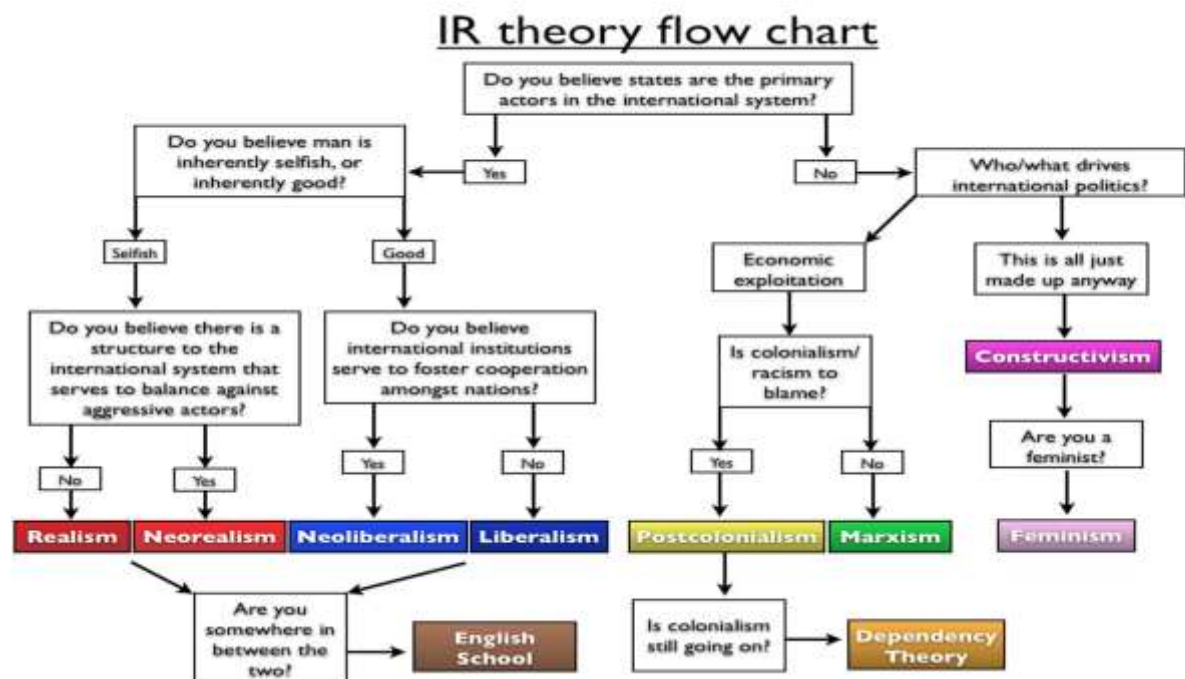 IR theory flow chart
Do you believe states are the primary
actors in the international system?
Do you believe man is
inherently selfish, or
inherently good?
Yes
No
Who/what drives
international politics?
Selfish
Good
Economic
exploitation
This is all just
made up anyway
Do you believe there is a
structure to the
international system that
serves to balance against
aggressive actors?
Do you believe
international institutions
serve to foster cooperation
amongst nations?
Is colonialism/
racism to
blame?
Constructivism
Are you a
feminist?
No
Yes
Yes
No
Yes
No
Realism
Neorealism
Neoliberalism
Liberalism
Postcolonialism
Marxism
Feminism
Are you
somewhere in
between the
two?
English
School
Is colonialism
still going on?
Dependency
Theory